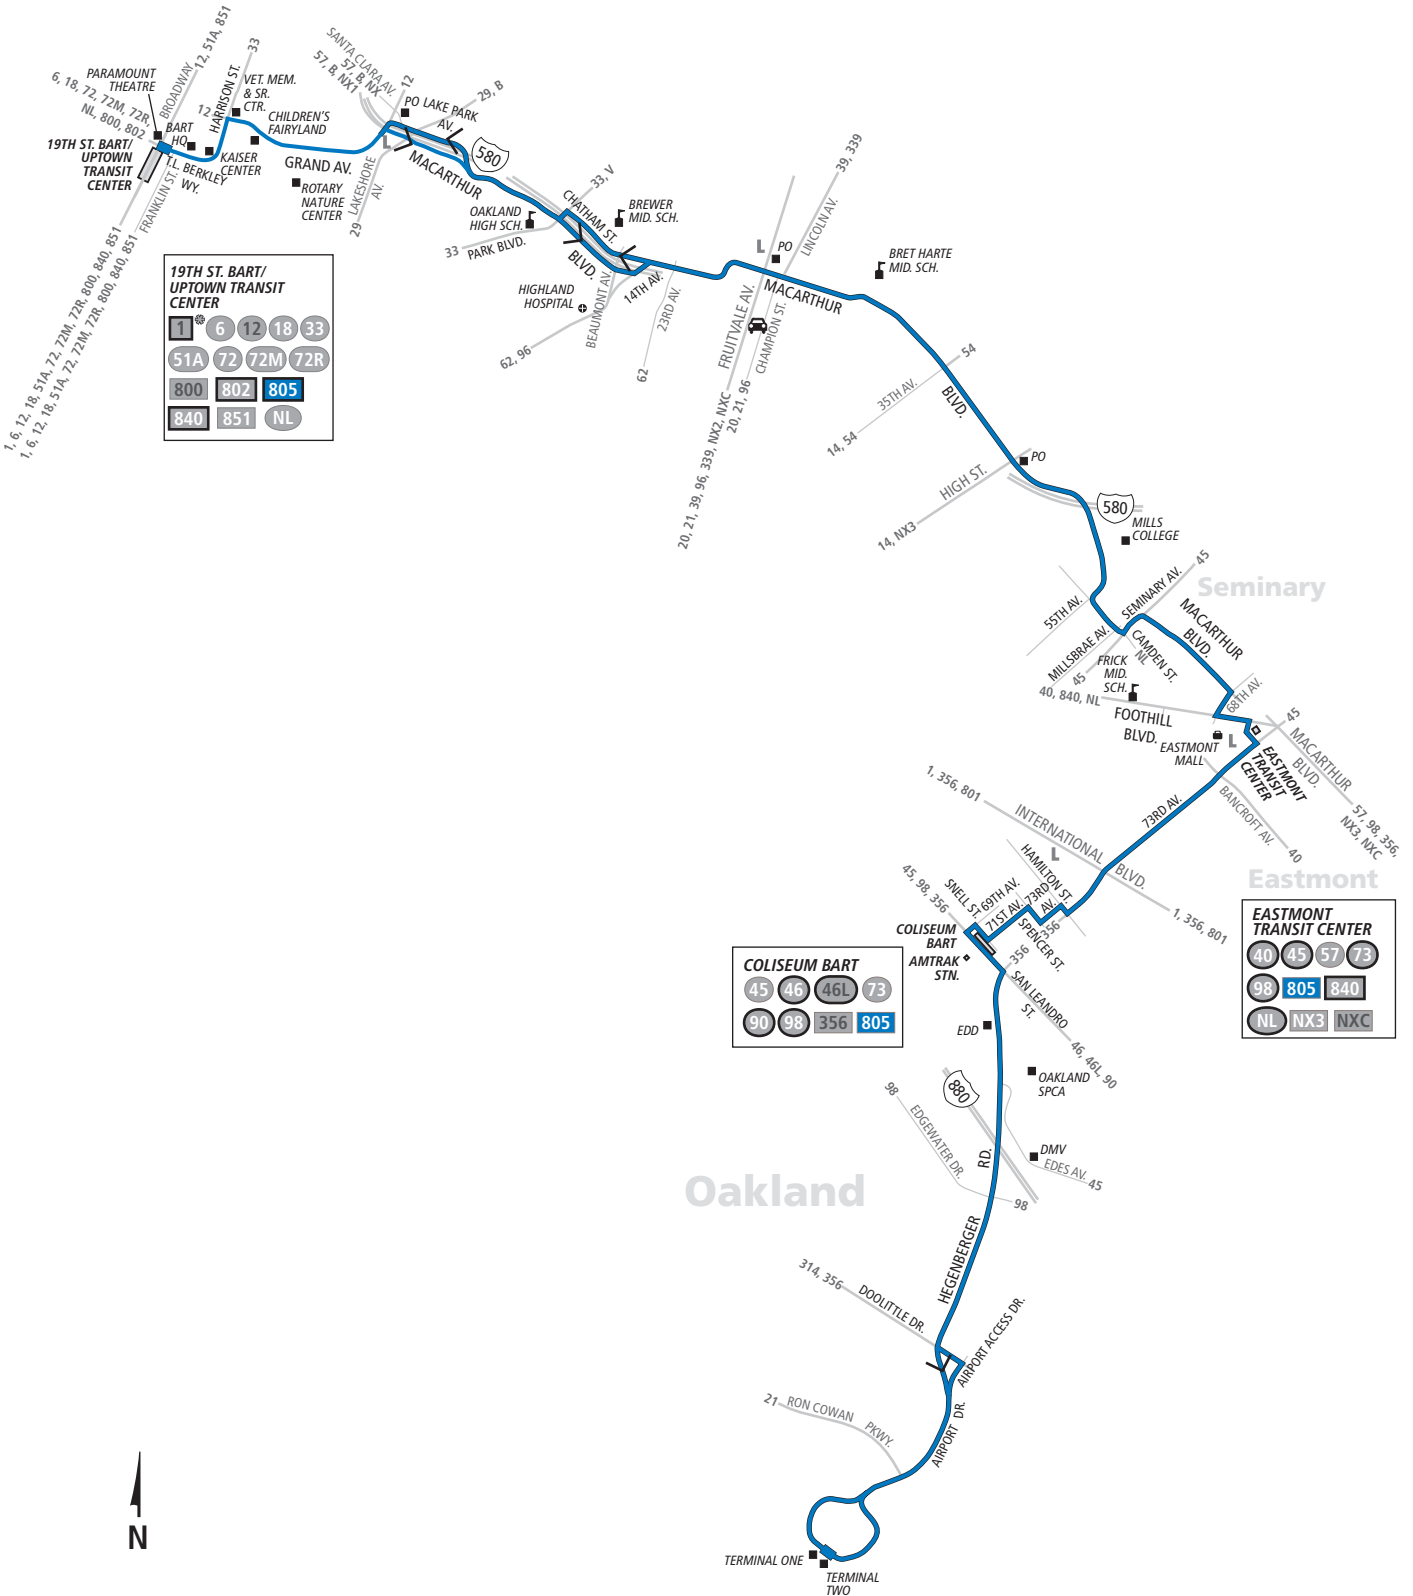 PARAMOUNT
THEATRE
6, 18, 72, 72M, 72R,
NL, 800, 802
BROADWAY
12, 51A, 851
33
HARRISON ST.
12
VET. MEM.
& SR.
CTR.
CHILDREN'S
FAIRYLAND
BART
HQ
KAISER
CENTER
19TH ST. BART/
UPTOWN
TRANSIT
CENTER
T.L. BERKLEY
WY.
FRANKLIN ST.
1, 6, 12, 18, 51A, 72, 72M, 72R, 800, 840, 851
1, 6, 12, 18, 51A, 72, 72M, 72R, 800, 840, 851
GRAND AV.
ROTARY
NATURE
CENTER
LAKESHORE
AV.
29
SANTA CLARA AV.
57, B, NX
57, B, NX1
12
PO
LAKE PARK
AV.
29, B
L
580
MACARTHUR
BLVD.
OAKLAND
HIGH SCH.
33
PARK BLVD.
33, V
CHATHAM ST.
BREWER
MID. SCH.
HIGHLAND
HOSPITAL
BEAUMONT AV.
14TH AV.
62, 96
23RD AV.
62
L
PO
LINCOLN AV.
39, 339
FRUITVALE AV.
CHAMPION ST.
20, 21, 39, 96, 339, NX2, NXC
20, 21, 96
BRET HARTE
MID. SCH.
MACARTHUR
BLVD.
54
35TH AV.
14, 54
PO
HIGH ST.
14, NX3
580
MILLS
COLLEGE
55TH AV.
SEMINARY AV.
45
Seminary
MILLSBRAE AV.
45
CAMDEN ST.
NL
MACARTHUR
BLVD.
FRICK
MID.
SCH.
40, 840, NL
FOOTHILL
BLVD.
68TH AV.
EASTMONT
MALL
L
EASTMONT
TRANSIT
CENTER
45
MACARTHUR
BLVD.
57, 98, 356,
NX3, NXC
BANCROFT AV.
40
73RD AV.
1, 356, 801
INTERNATIONAL
BLVD.
1, 356, 801
L
Eastmont
HAMILTON ST.
73RD
AV.
69TH AV.
71ST AV.
SNELL ST.
SPENCER ST.
356
356
45, 98, 356
COLISEUM
BART
AMTRAK
STN.
SAN LEANDRO
ST.
46, 46L, 90
EDD
OAKLAND
SPCA
880
98
EDGEWATER DR.
98
DMV
EDES AV.
45
Oakland
HEGENBERGER
RD.
314, 356
DOOLITTLE DR.
AIRPORT ACCESS DR.
AIRPORT DR.
21
RON COWAN
PKWY.
TERMINAL ONE
TERMINAL
TWO
N
19TH ST. BART/
UPTOWN TRANSIT
CENTER
1 6 12 18 33
51A 72 72M 72R
800 802 805
840 851 NL
COLISEUM BART
45 46 46L 73
90 98 356 805
EASTMONT
TRANSIT CENTER
40 45 57 73
98 805 840
NL NX3 NXC